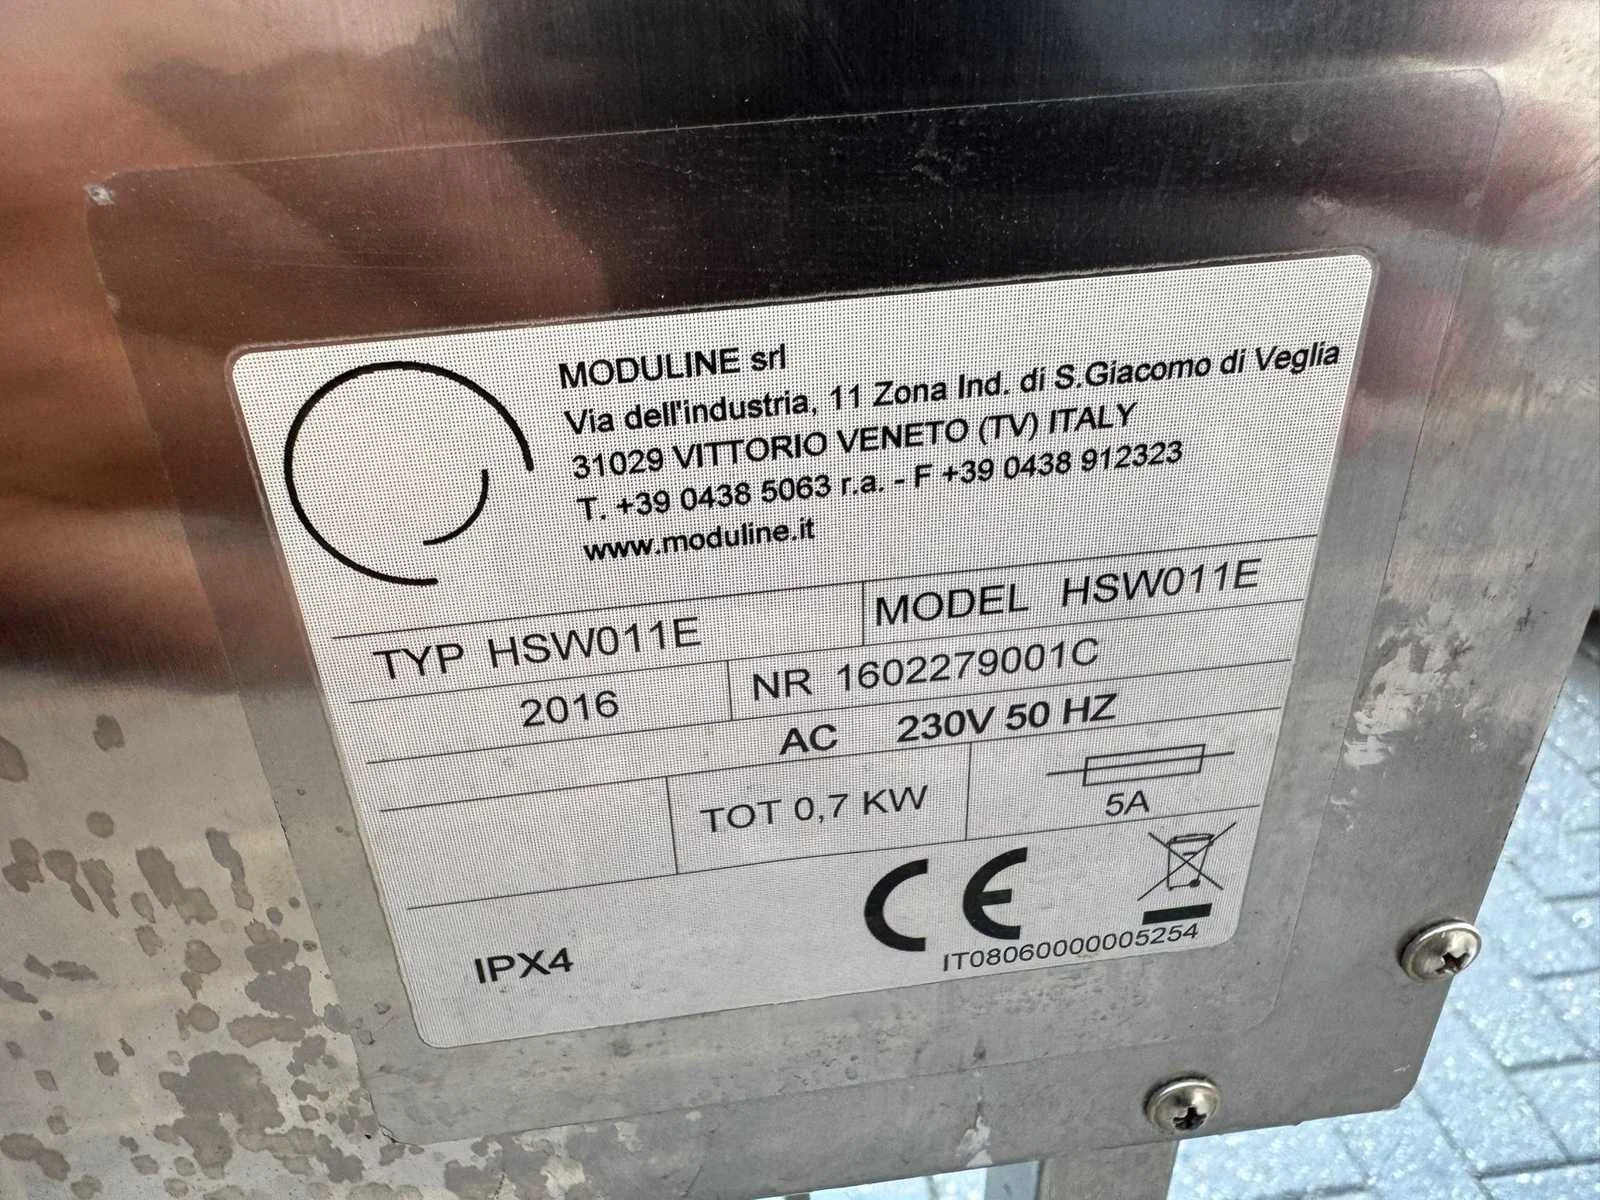 MODULINE srl
Via dell'industria, 11 Zona Ind. di S.Giacomo di Veglia
31029 VITTORIO VENETO (TV) ITALY
T. +39 0438 5063 r.a. - F +39 0438 912323
www.moduline.it
TYP HSW011E MODEL HSW011E
2016 NR 1602279001C
AC 230V 50 HZ
TOT 0,7 KW 5A
IPX4 CE
IT08060000005254